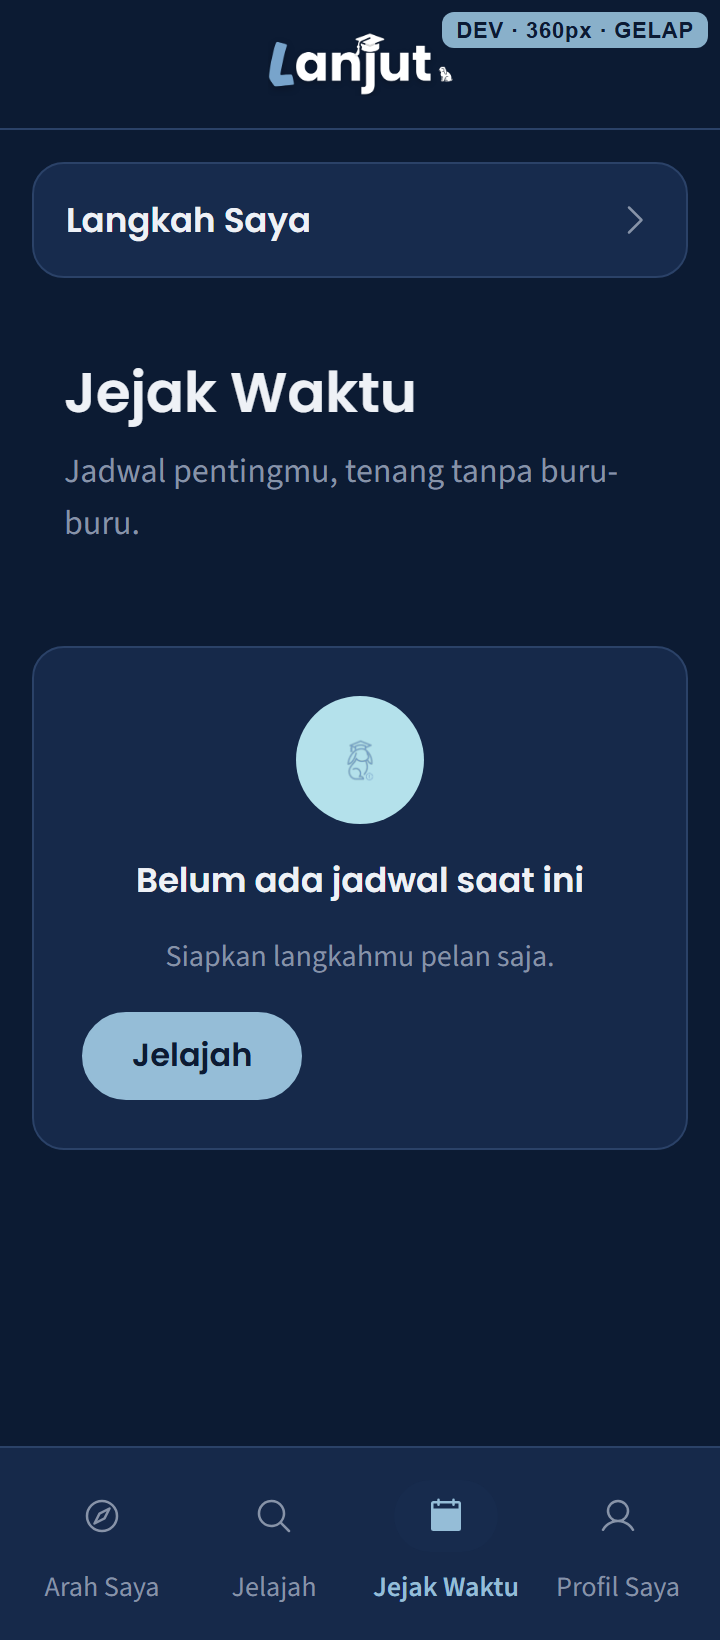 Lanjut
DEV · 360px · GELAP
Langkah Saya
Jejak Waktu
Jadwal pentingmu, tenang tanpa buru-
buru.
Belum ada jadwal saat ini
Siapkan langkahmu pelan saja.
Jelajah
Arah Saya
Jelajah
Jejak Waktu
Profil Saya